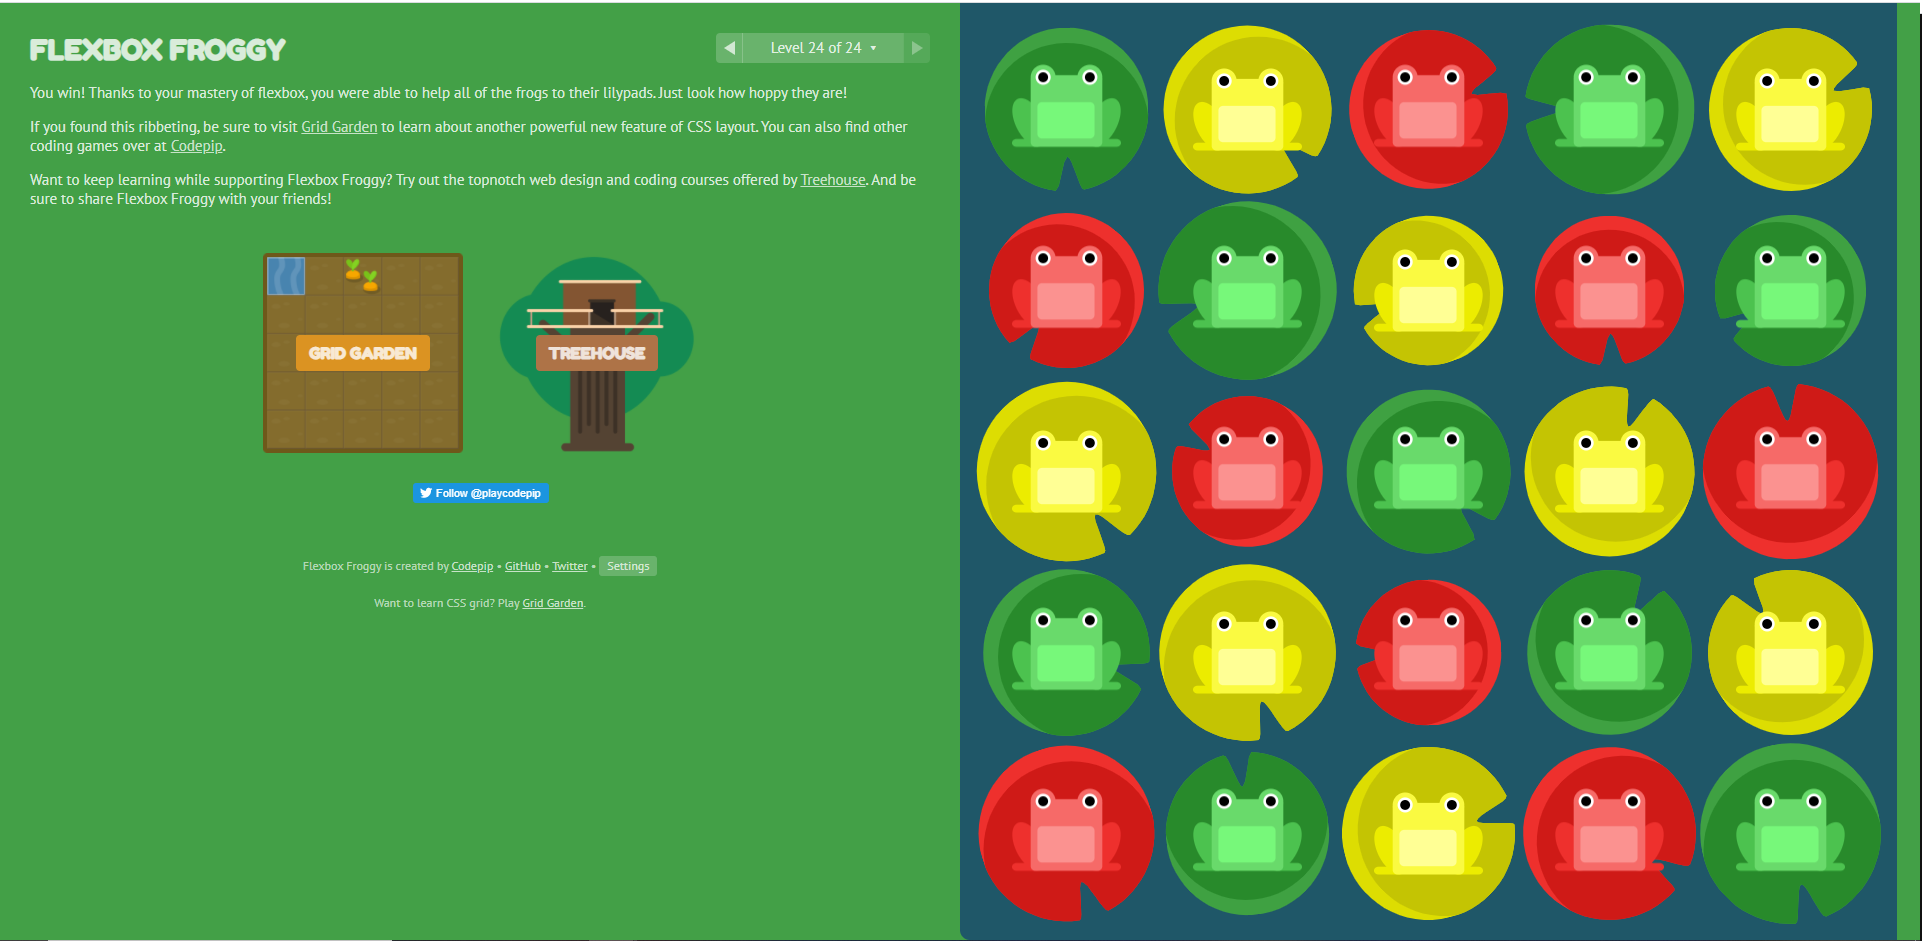 FLEXBOX FROGGY
Level 24 of 24
You win! Thanks to your mastery of flexbox, you were able to help all of the frogs to their lilypads. Just look how hoppy they are!
If you found this ribbeting, be sure to visit Grid Garden to learn about another powerful new feature of CSS layout. You can also find other
coding games over at Codepip.
Want to keep learning while supporting Flexbox Froggy? Try out the topnotch web design and coding courses offered by Treehouse. And be
sure to share Flexbox Froggy with your friends!
GRID GARDEN
TREEHOUSE
Follow @playcodepip
Flexbox Froggy is created by Codepip • GitHub • Twitter • Settings
Want to learn CSS grid? Play Grid Garden.